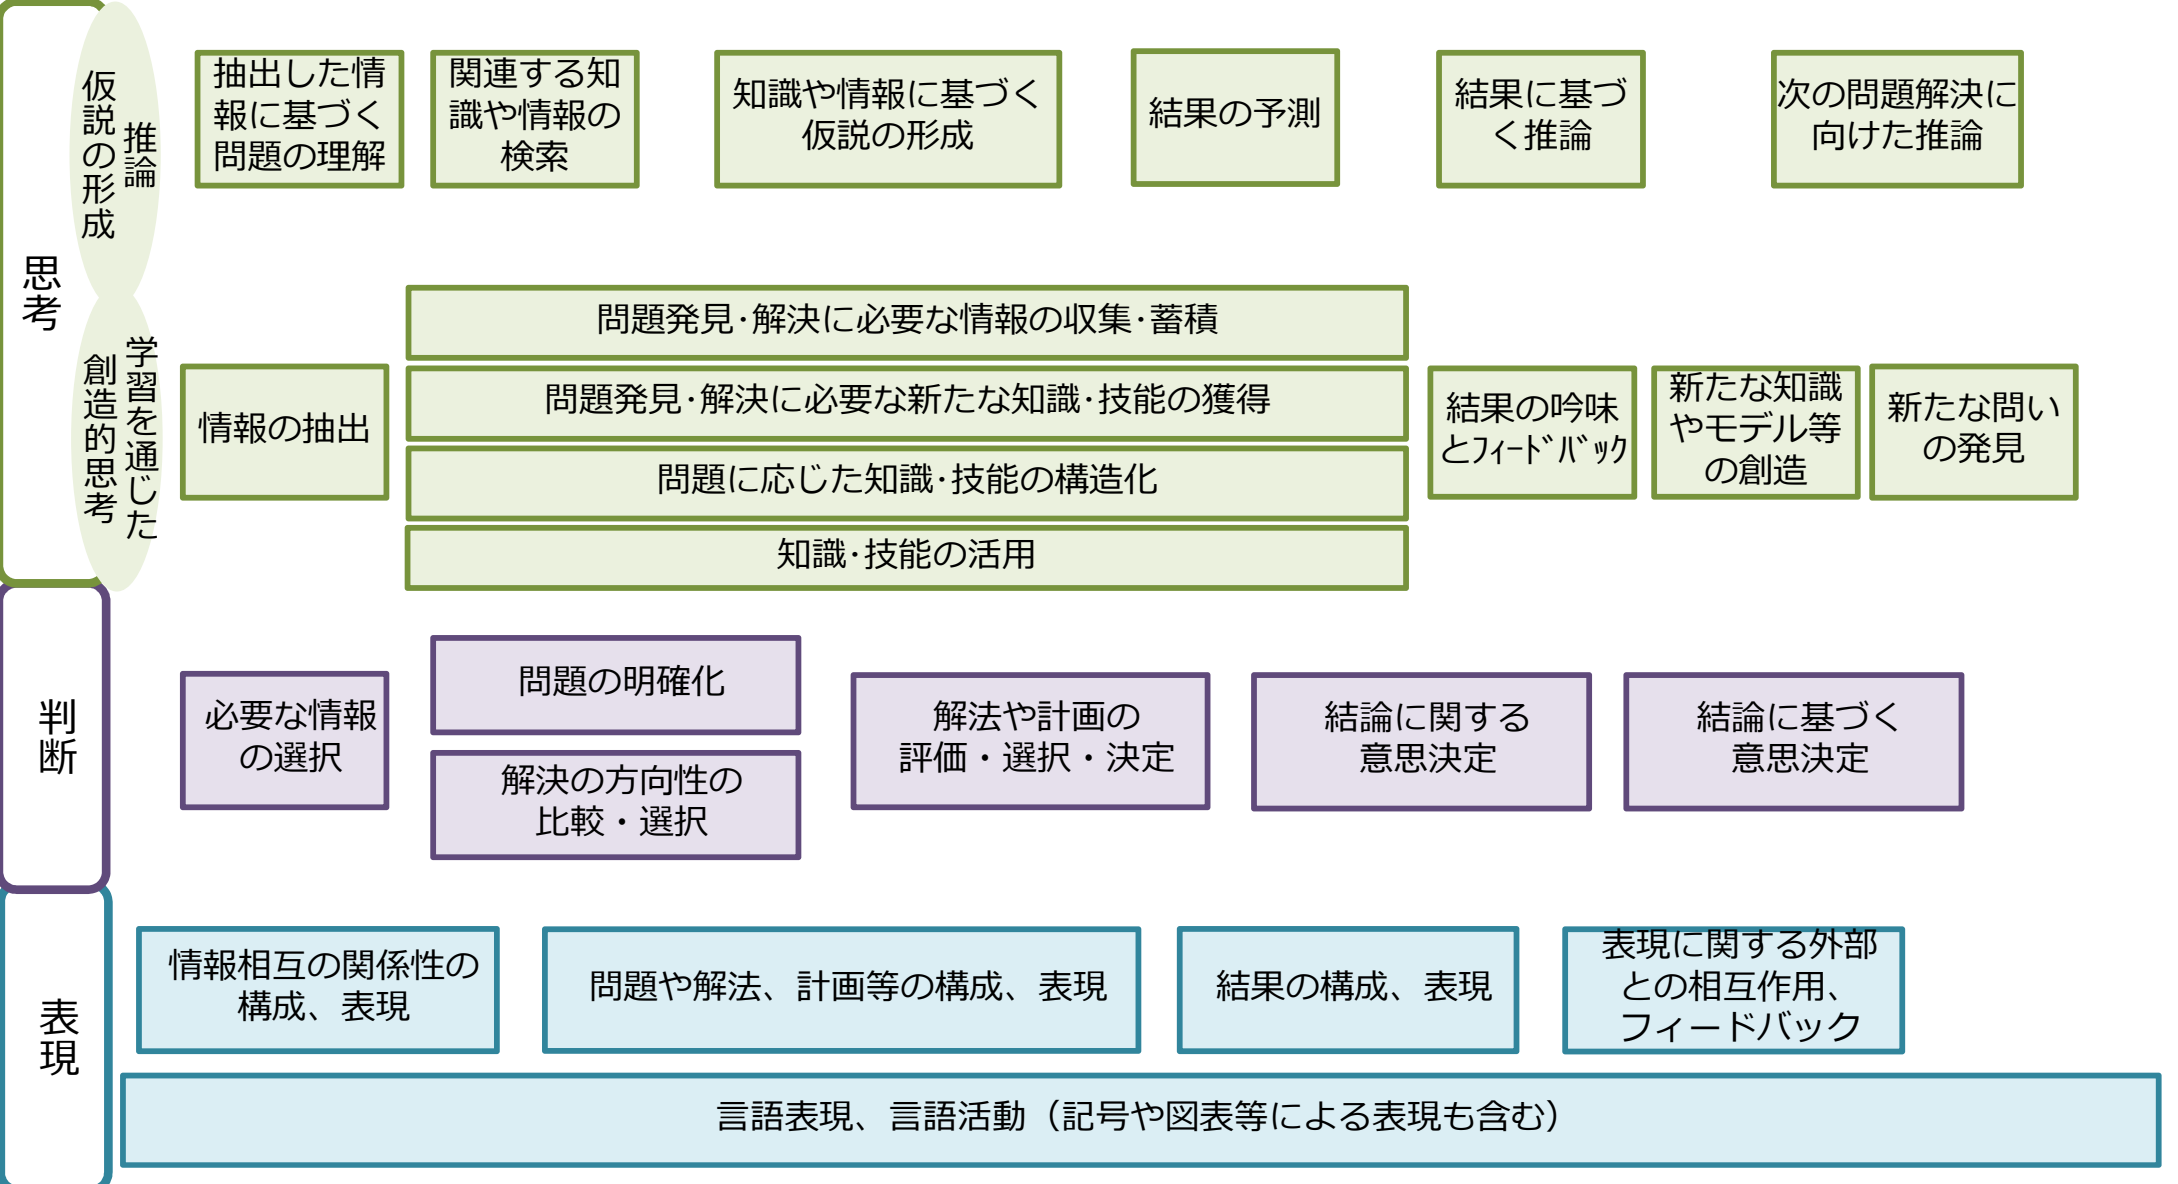 思考
仮説の形成
推論
抽出した情
報に基づく
問題の理解
関連する知
識や情報の
検索
知識や情報に基づく
仮説の形成
結果の予測
結果に基づ
く推論
次の問題解決に
向けた推論
学習を通じた
創造的思考
情報の抽出
問題発見･解決に必要な情報の収集･蓄積
問題発見･解決に必要な新たな知識･技能の獲得
問題に応じた知識･技能の構造化
知識･技能の活用
結果の吟味
とﾌｨｰﾄﾞﾊﾞｯｸ
新たな知識
やモデル等
の創造
新たな問い
の発見
判断
必要な情報
の選択
問題の明確化
解決の方向性の
比較・選択
解法や計画の
評価・選択・決定
結論に関する
意思決定
結論に基づく
意思決定
表現
情報相互の関係性の
構成、表現
問題や解法、計画等の構成、表現
結果の構成、表現
表現に関する外部
との相互作用、
フィードバック
言語表現、言語活動（記号や図表等による表現も含む）